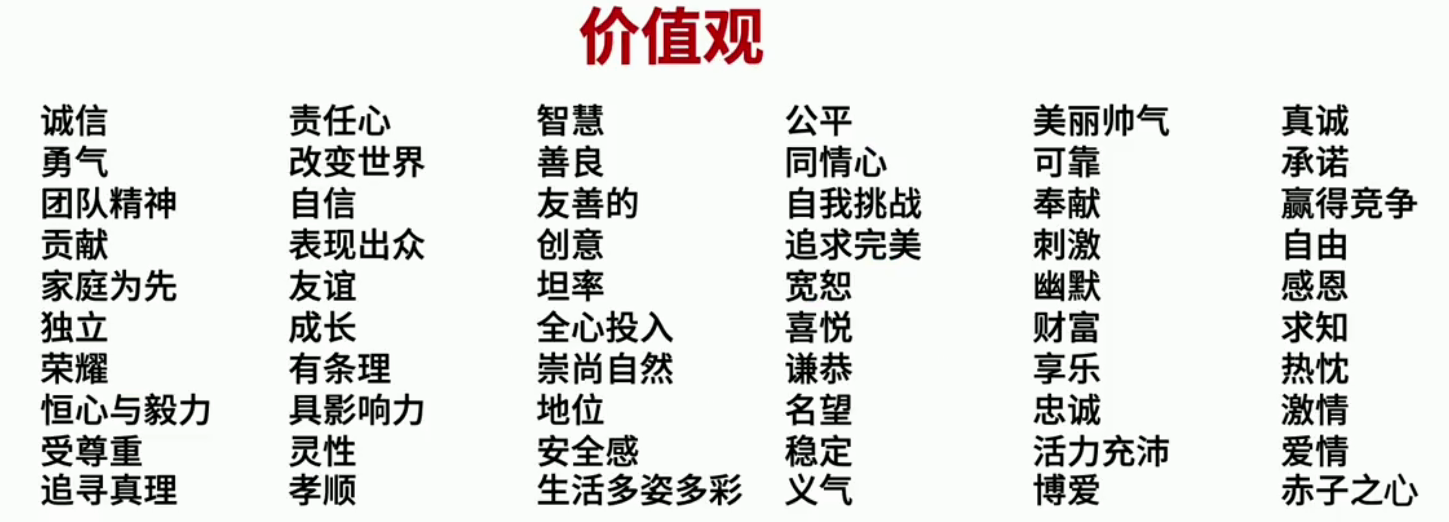 价值观
诚信 责任心 智慧 公平 美丽帅气 真诚
勇气 改变世界 善良 同情心 可靠 承诺
团队精神 自信 友善的 自我挑战 奉献 赢得竞争
贡献 表现出众 创意 追求完美 刺激 自由
家庭为先 友谊 坦率 宽恕 幽默 感恩
独立 成长 全心投入 喜悦 财富 求知
荣耀 有条理 崇尚自然 谦恭 享乐 热忱
恒心与毅力 具影响力 地位 名望 忠诚 激情
受尊重 灵性 安全感 稳定 活力充沛 爱情
追寻真理 孝顺 生活多姿多彩 义气 博爱 赤子之心